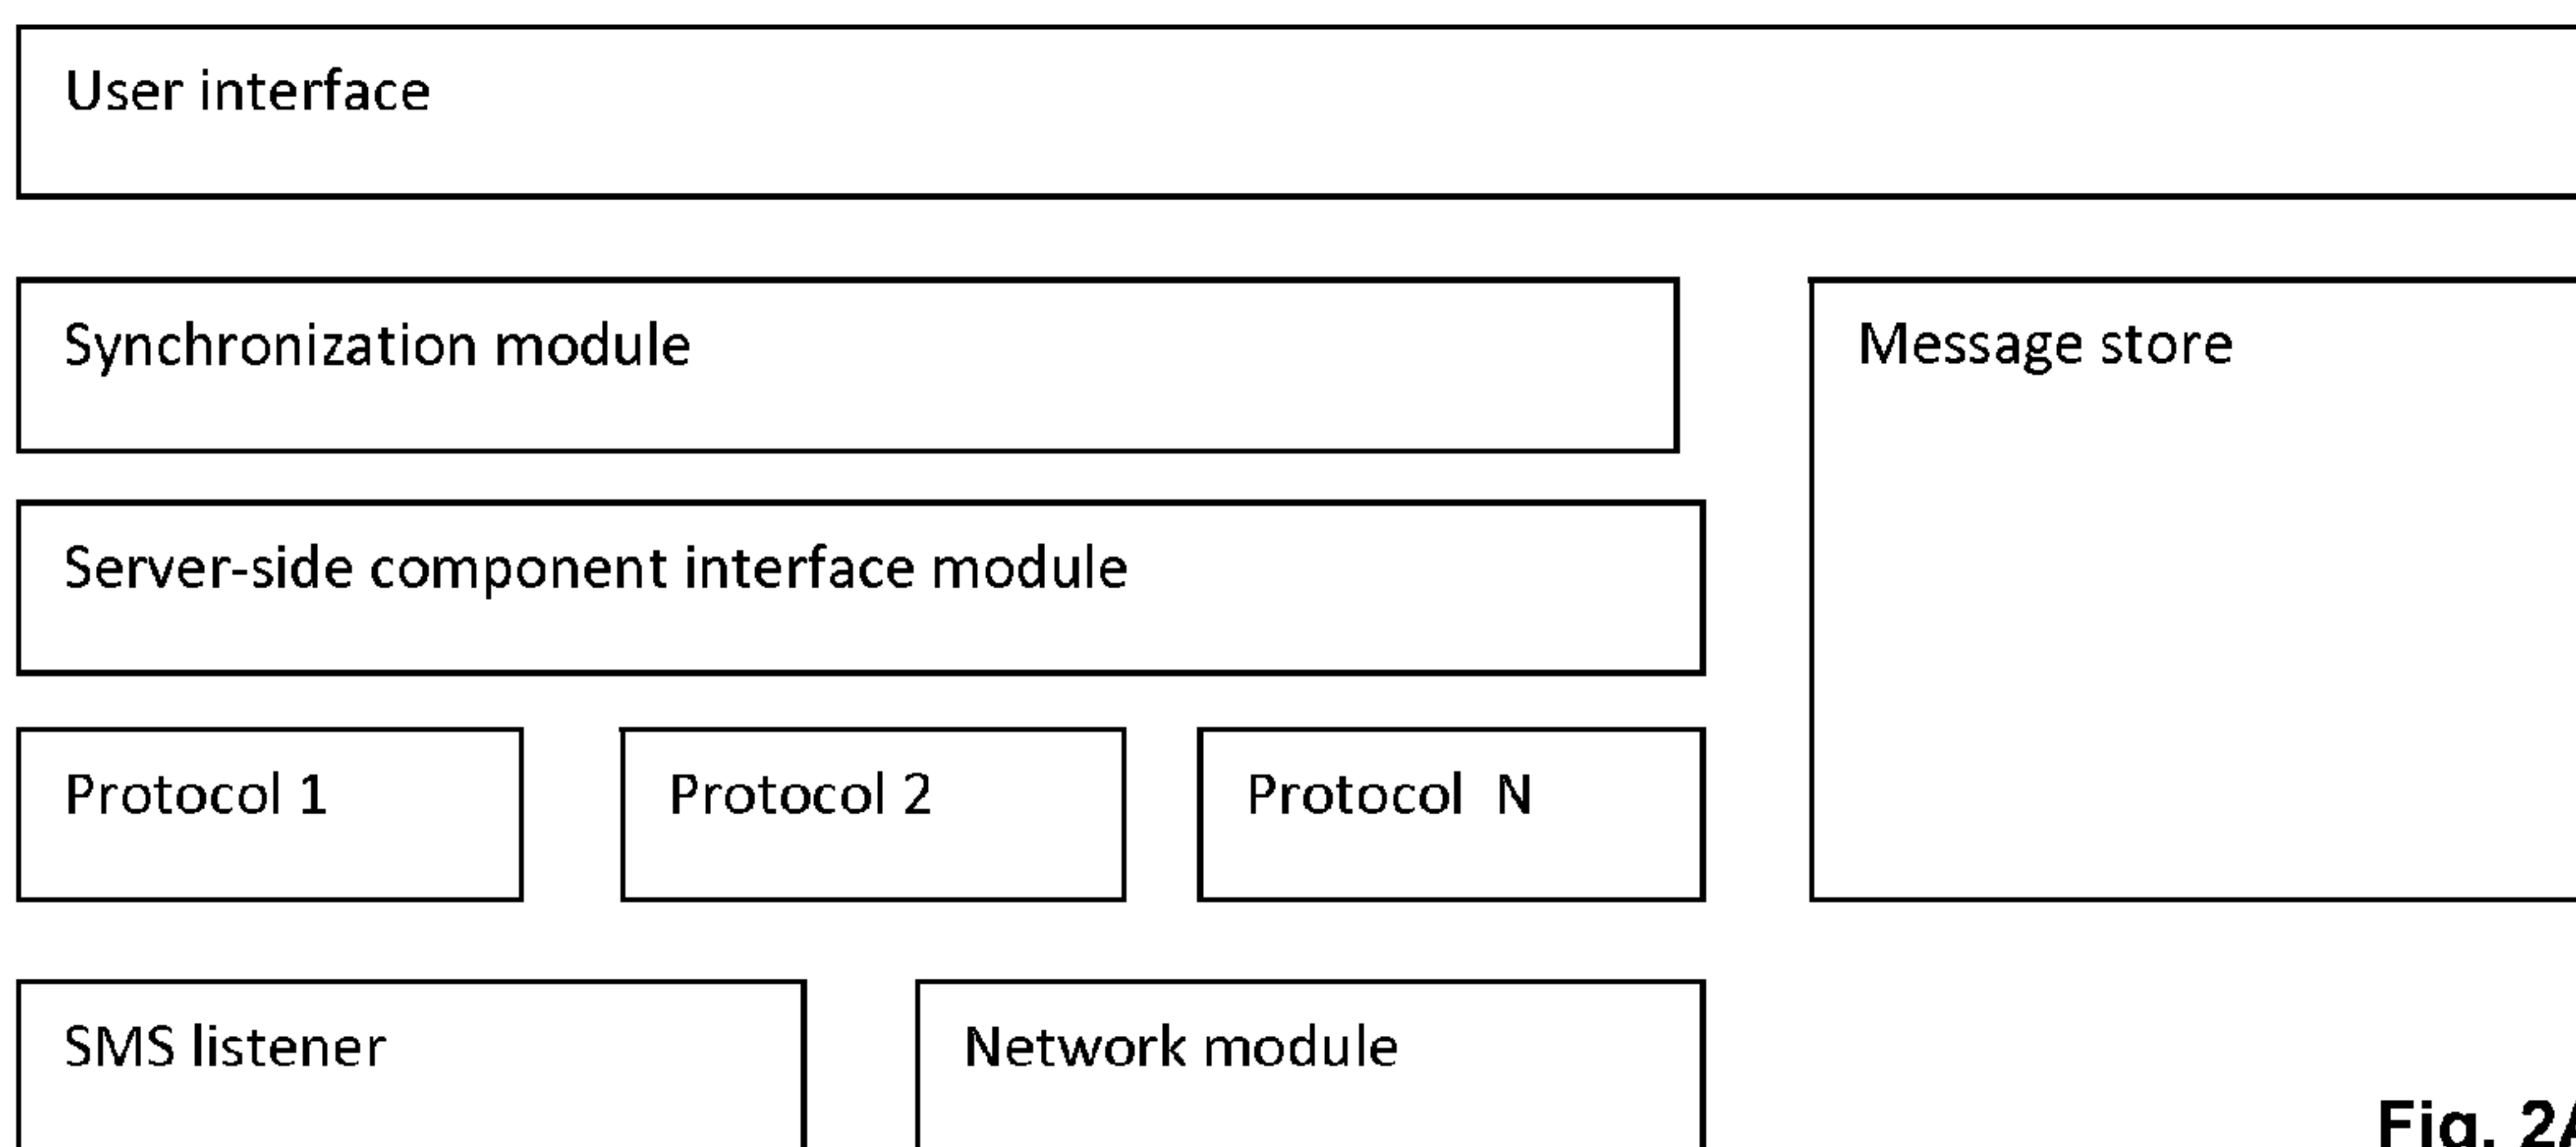 User interface
Synchronization module
Message store
Server-side component interface module
Protocol 1
Protocol 2
Protocol  N
SMS listener
Network module
Fig.